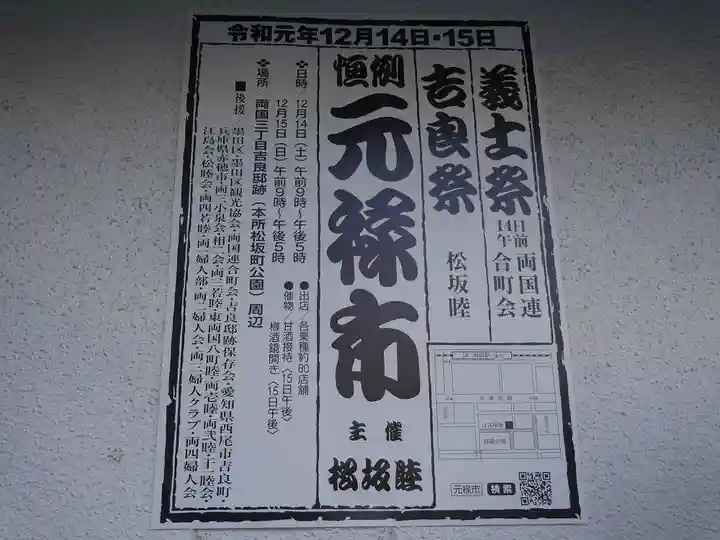 令和元年12月14日・15日
義士祭
14日午前
両国連合町会
吉良祭
松坂睦
恒例
元禄市
主催
松坂睦
❖日時/12月14日(土)午前9時～午後5時
12月15日(日)午前9時～午後5時
❖場所
両国三丁目吉良邸跡(本所松坂町公園)周辺
●出店/各業種約80店舗
●催物/甘酒接待〈15日午後〉
樽酒鏡開き〈15日午後〉
■後援/墨田区・墨田区観光協会・両国連合町会・吉良邸跡保存会・愛知県西尾市吉良町・
兵庫県赤穂市・両三小泉会(相)一会・両三若睦・東両国八町睦・両壱睦・両弐睦・十一睦会・
江島会・松睦会・両四若睦・両一婦人部・両二婦人会・両三婦人クラブ・両四婦人会
元禄市
検索